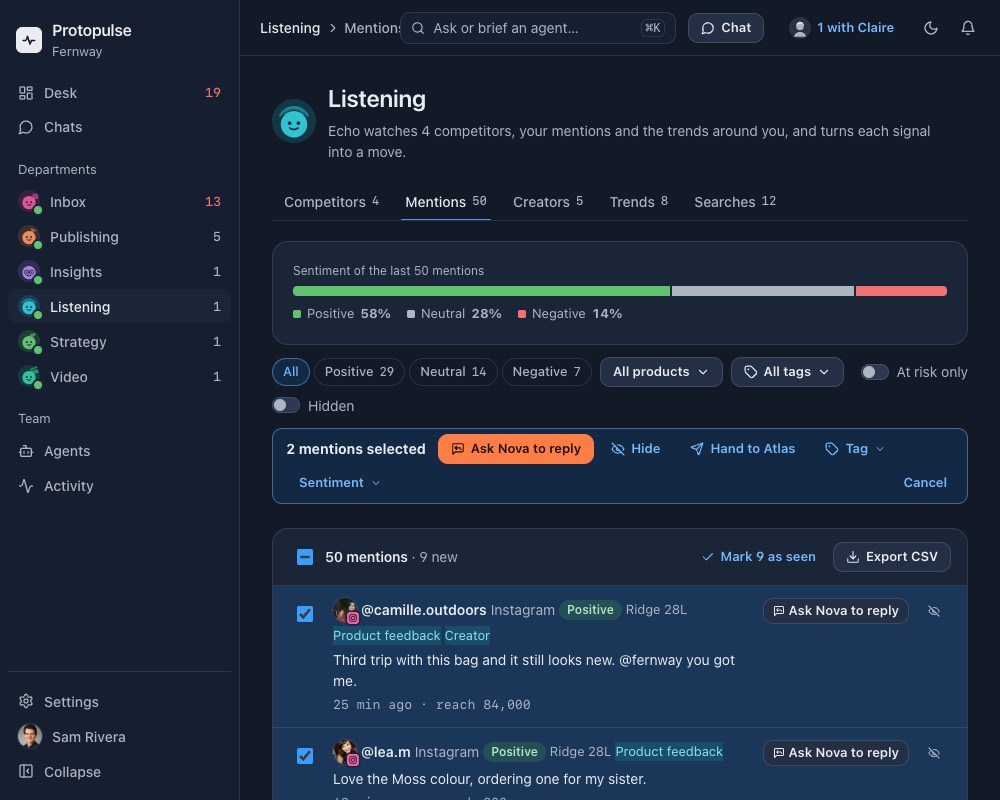 Protopulse
Fernway
Desk 19
Chats
Departments
Inbox 13
Publishing 5
Insights 1
Listening 1
Strategy 1
Video 1
Team
Agents
Activity
Settings
Sam Rivera
Collapse
Listening > Mentions
Ask or brief an agent… ⌘K
Chat
1 with Claire
Listening
Echo watches 4 competitors, your mentions and the trends around you, and turns each signal
into a move.
Competitors 4 Mentions 50 Creators 5 Trends 8 Searches 12
Sentiment of the last 50 mentions
Positive 58% Neutral 28% Negative 14%
All Positive 29 Neutral 14 Negative 7 All products All tags At risk only
Hidden
2 mentions selected Ask Nova to reply Hide Hand to Atlas Tag
Sentiment Cancel
50 mentions · 9 new Mark 9 as seen Export CSV
@camille.outdoors Instagram Positive Ridge 28L Ask Nova to reply
Product feedback Creator
Third trip with this bag and it still looks new. @fernway you got
me.
25 min ago · reach 84,000
@lea.m Instagram Positive Ridge 28L Product feedback Ask Nova to reply
Love the Moss colour, ordering one for my sister.